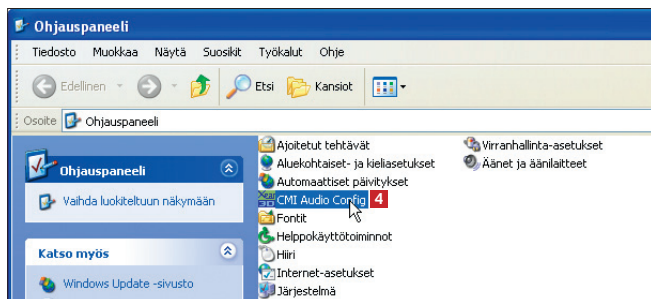 Ohjauspaneeli
Tiedosto Muokkaa Näytä Suosikit Työkalut Ohje
Edellinen Etsi Kansiot
Osoite Ohjauspaneeli
Ohjauspaneeli
Vaihda luokiteltuun näkymään
Katso myös
Windows Update -sivusto
Ajoitetut tehtävät
Aluekohtaiset- ja kieliasetukset
Automaattiset päivitykset
Xear 3D CMI Audio Config 4
Fontit
Helppokäyttötoiminnot
Hiiri
Internet-asetukset
Järjestelmä
Virranhallinta-asetukset
Äänet ja äänilaitteet